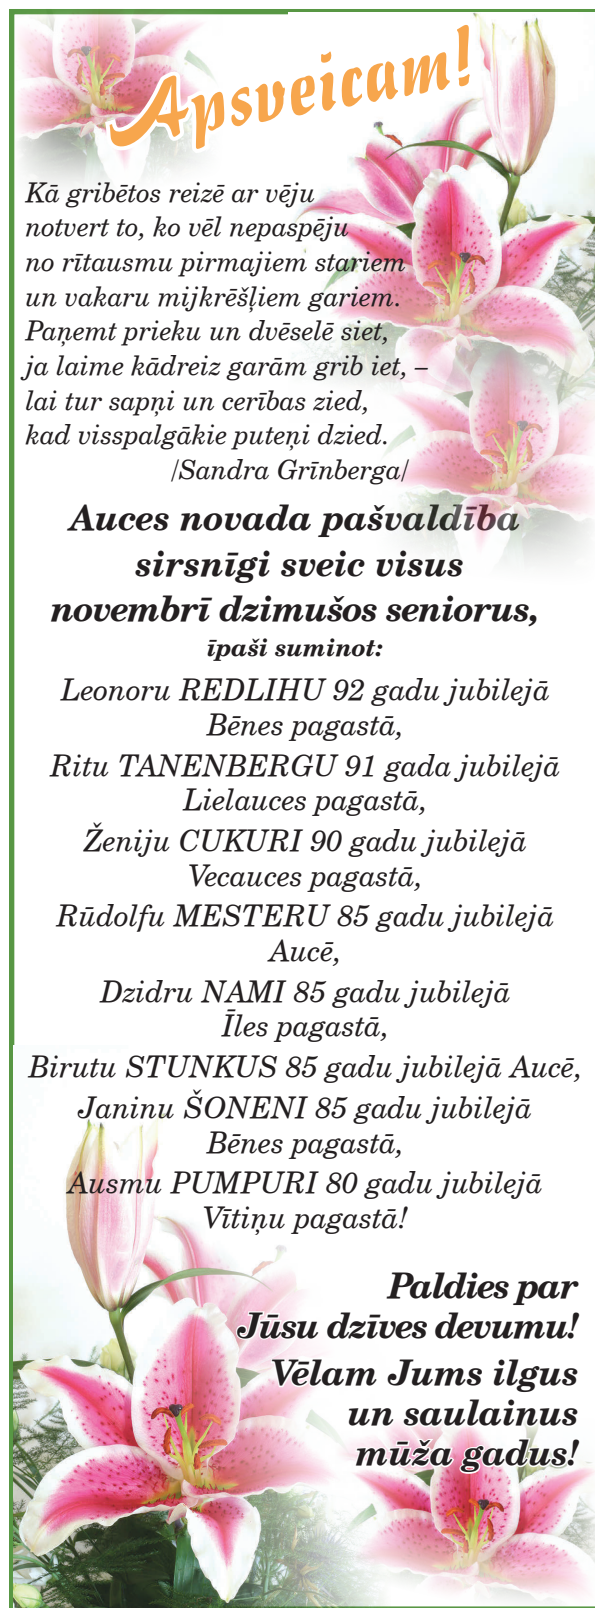 Apsveicam!
Kā gribētos reizē ar vēju
notvert to, ko vēl nepaspēju
no rītausmu pirmajiem stariem
un vakaru mijkrēšļiem gariem.
Paņemt prieku un dvēselē siet,
ja laime kādreiz garām grib iet, –
lai tur sapņi un cerības zied,
kad visspalgākie puteņi dzied.
/Sandra Grīnberga/
Auces novada pašvaldība
sirsnīgi sveic visus
novembrī dzimušos seniorus,
īpaši suminot:
Leonoru REDLIHU 92 gadu jubilejā
Bēnes pagastā,
Ritu TANENBERGU 91 gada jubilejā
Lielauces pagastā,
Ženiju CUKURI 90 gadu jubilejā
Vecauces pagastā,
Rūdolfu MESTERU 85 gadu jubilejā
Aucē,
Dzidru NAMI 85 gadu jubilejā
Īles pagastā,
Birutu STUNKUS 85 gadu jubilejā Aucē,
Janinu ŠONENI 85 gadu jubilejā
Bēnes pagastā,
Ausmu PUMPURI 80 gadu jubilejā
Vītiņu pagastā!
Paldies par
Jūsu dzīves devumu!
Vēlam Jums ilgus
un saulainus
mūža gadus!